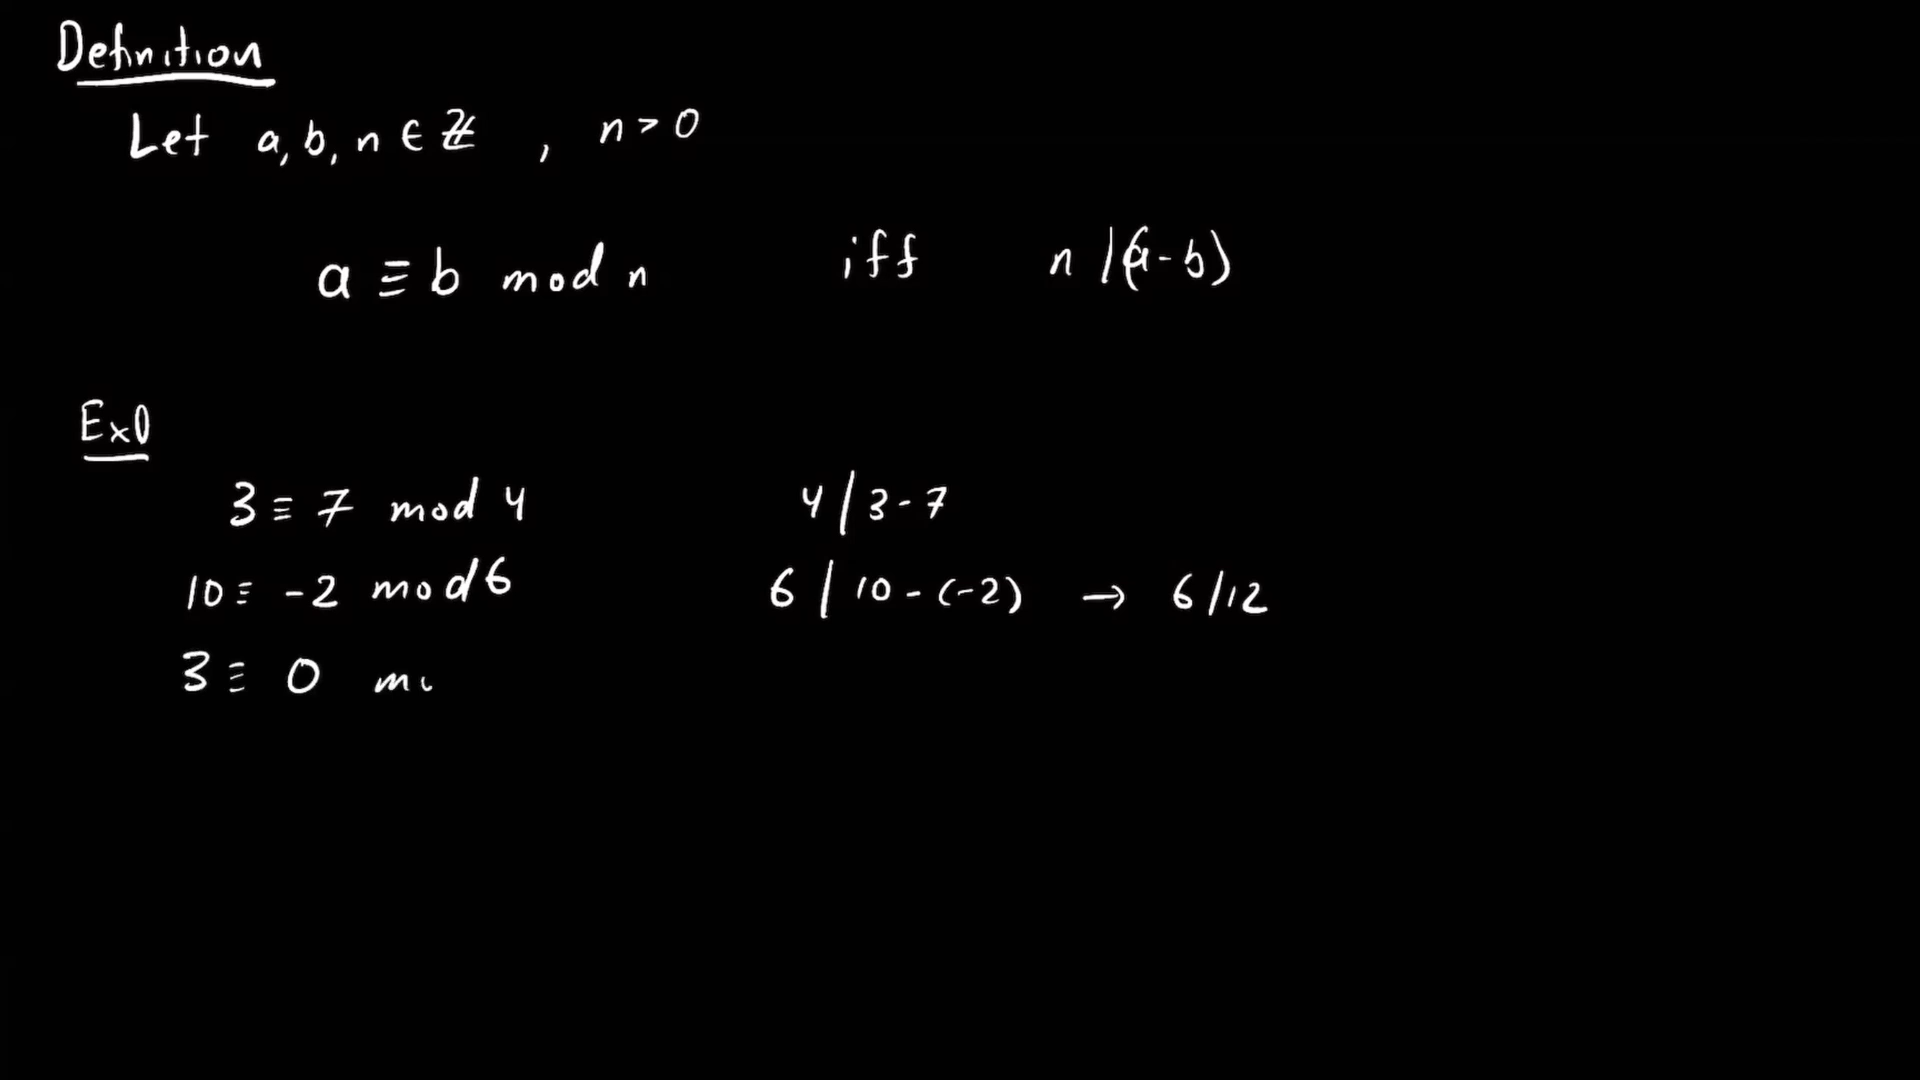 Definition
Let a, b, n ∈ ℤ , n > 0
a ≡ b mod n iff n | (a - b)
Ex0
3 ≡ 7 mod 4 4 | 3 - 7
10 ≡ -2 mod 6 6 | 10 - (-2) → 6 | 12
3 ≡ 0